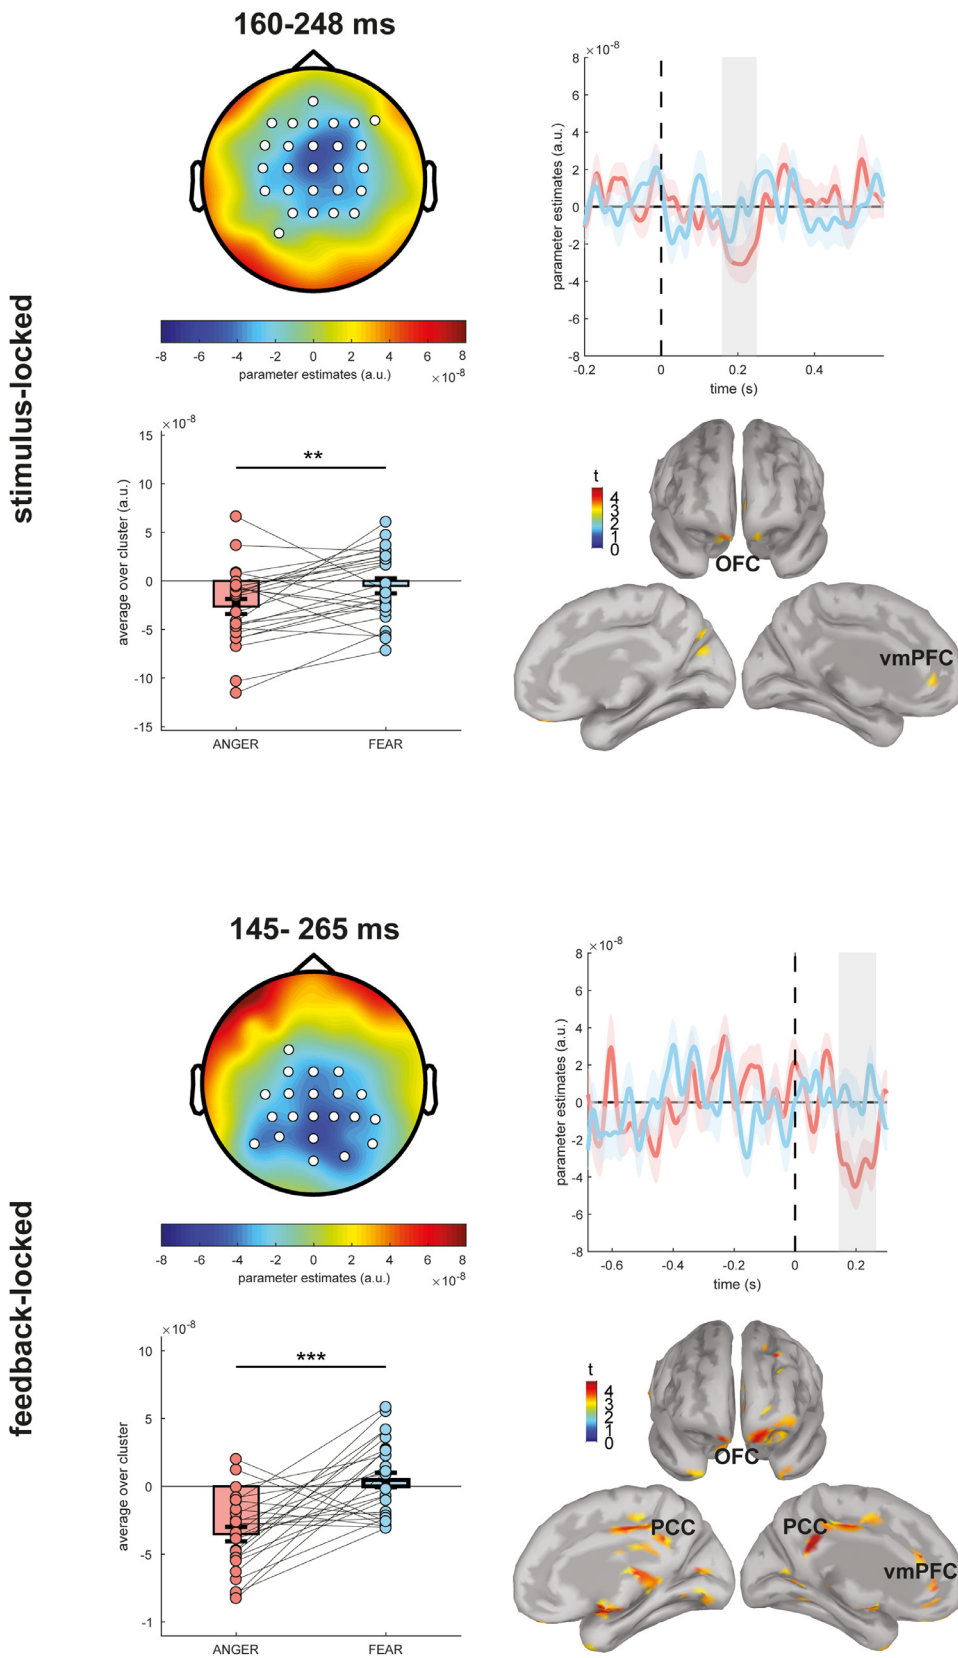 160-248 ms
stimulus-locked
-8 -6 -4 -2 0 2 4 6 8
parameter estimates (a.u.)
×10-8
×10-8
8
6
4
2
0
-2
-4
-6
-8
parameter estimates (a.u.)
-0.2 0 0.2 0.4
time (s)
×10-8
15
10
5
0
-5
-10
-15
average over cluster (a.u.)
**
ANGER FEAR
t
4
3
2
1
0
OFC
vmPFC
145- 265 ms
feedback-locked
-8 -6 -4 -2 0 2 4 6 8
parameter estimates (a.u.)
×10-8
×10-8
8
6
4
2
0
-2
-4
-6
-8
parameter estimates (a.u.)
-0.6 -0.4 -0.2 0 0.2
time (s)
×10-8
10
5
0
-5
-1
average over cluster
***
ANGER FEAR
t
4
3
2
1
0
OFC
PCC PCC
vmPFC